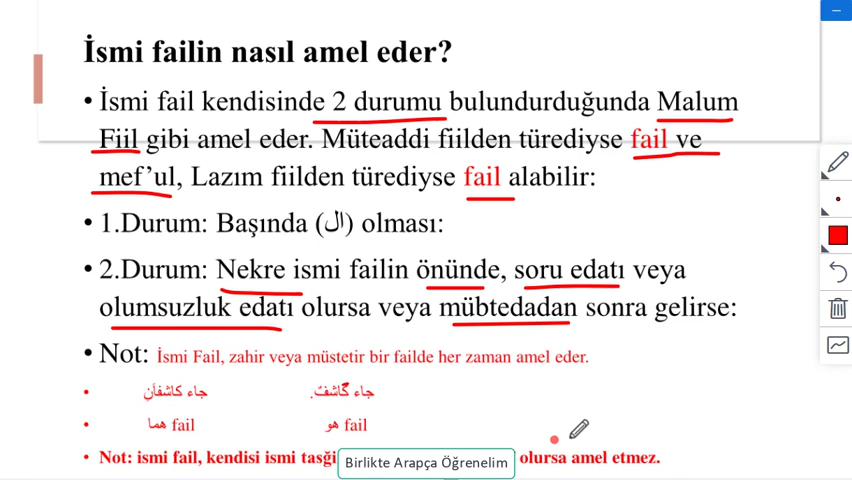 İsmi failin nasıl amel eder?
• İsmi fail kendisinde 2 durumu bulundurduğunda Malum
Fiil gibi amel eder. Müteaddi fiilden türediyse fail ve
mef’ul, Lazım fiilden türediyse fail alabilir:
• 1.Durum: Başında (ال) olması:
• 2.Durum: Nekre ismi failin önünde, soru edatı veya
olumsuzluk edatı olursa veya mübtedadan sonra gelirse:
• Not: İsmi Fail, zahir veya müstetir bir failde her zaman amel eder.
• جاء كاشفأنِ جاء كَاشفٌ.
• هما fail هو fail
• Not: ismi fail, kendisi ismi tasği olursa amel etmez.
Birlikte Arapça Öğrenelim